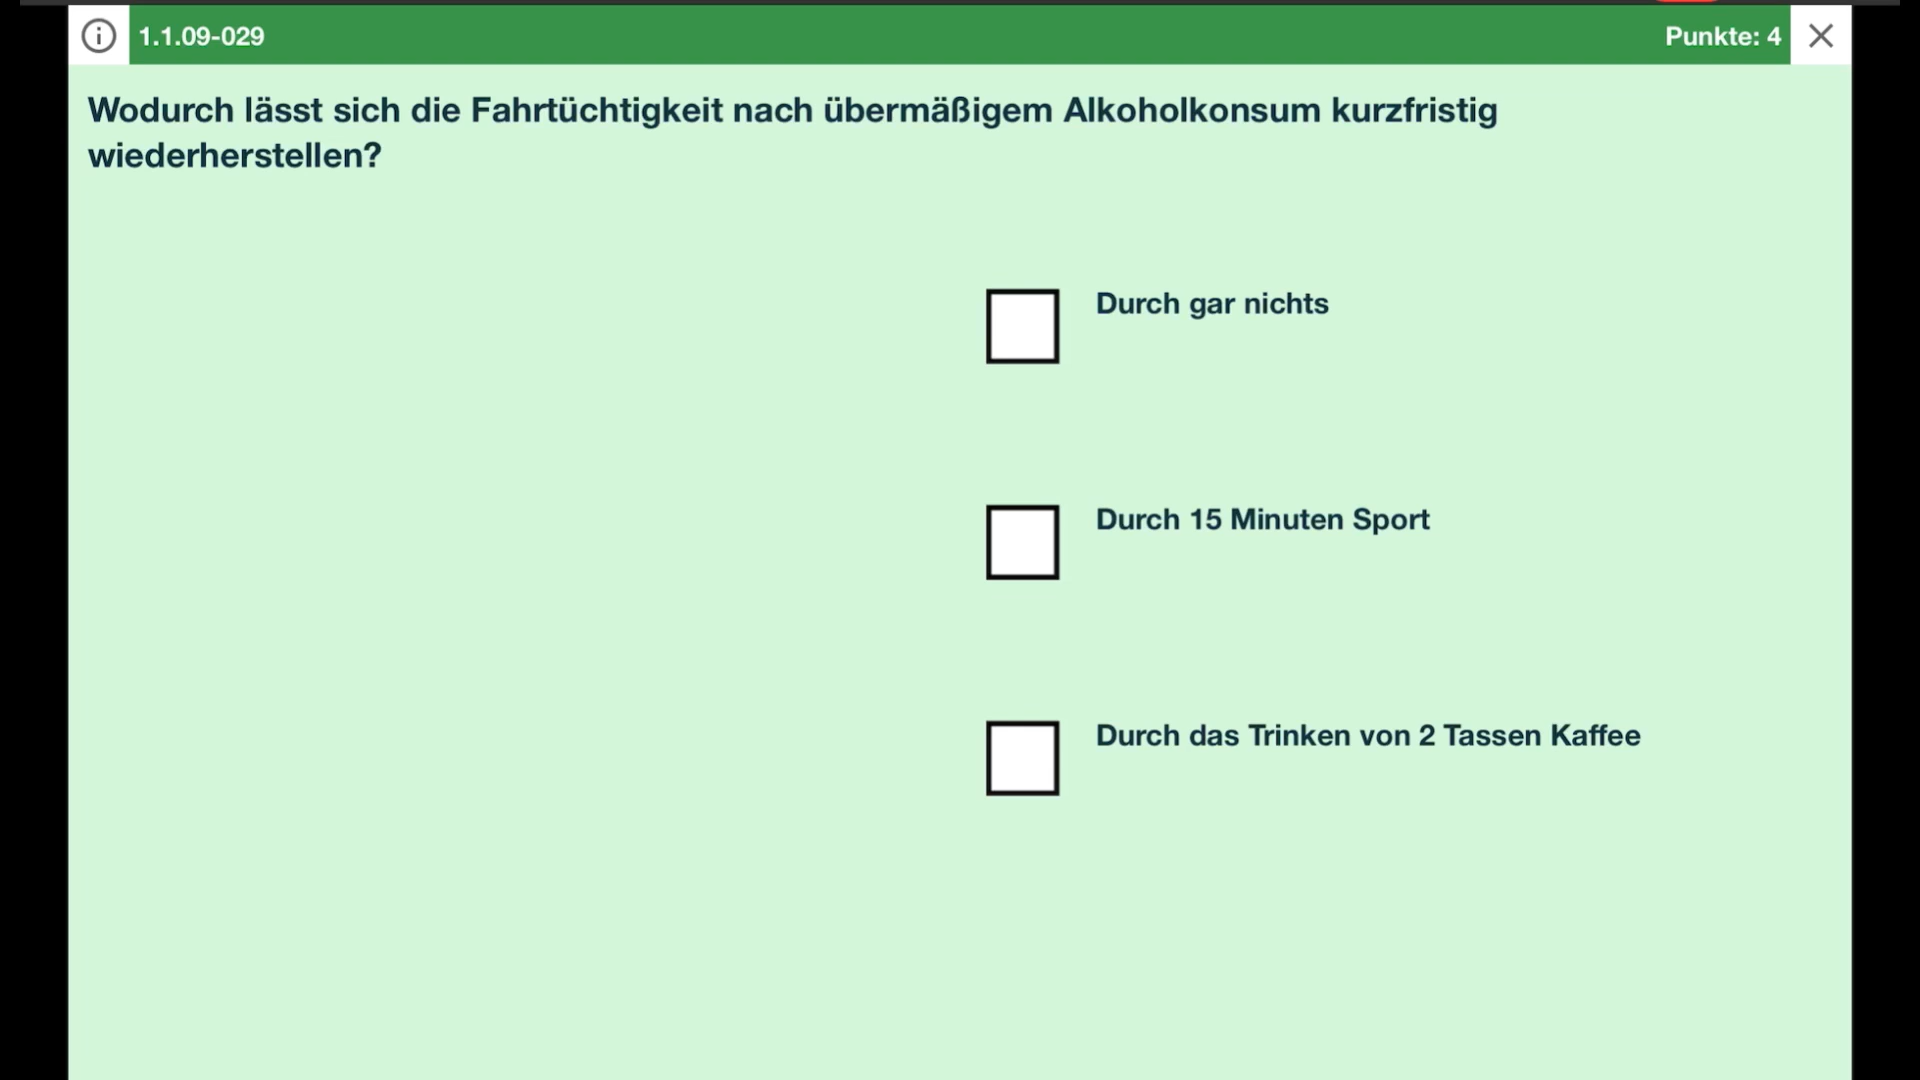 1.1.09-029
Punkte: 4
Wodurch lässt sich die Fahrtüchtigkeit nach übermäßigem Alkoholkonsum kurzfristig
wiederherstellen?
Durch gar nichts
Durch 15 Minuten Sport
Durch das Trinken von 2 Tassen Kaffee